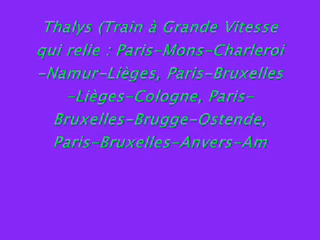 Thalys (Train à Grande Vitesse
qui relie : Paris-Mons-Charleroi
-Namur-Lièges, Paris-Bruxelles
-Lièges-Cologne, Paris-
Bruxelles-Brugge-Ostende,
Paris-Bruxelles-Anvers-Am